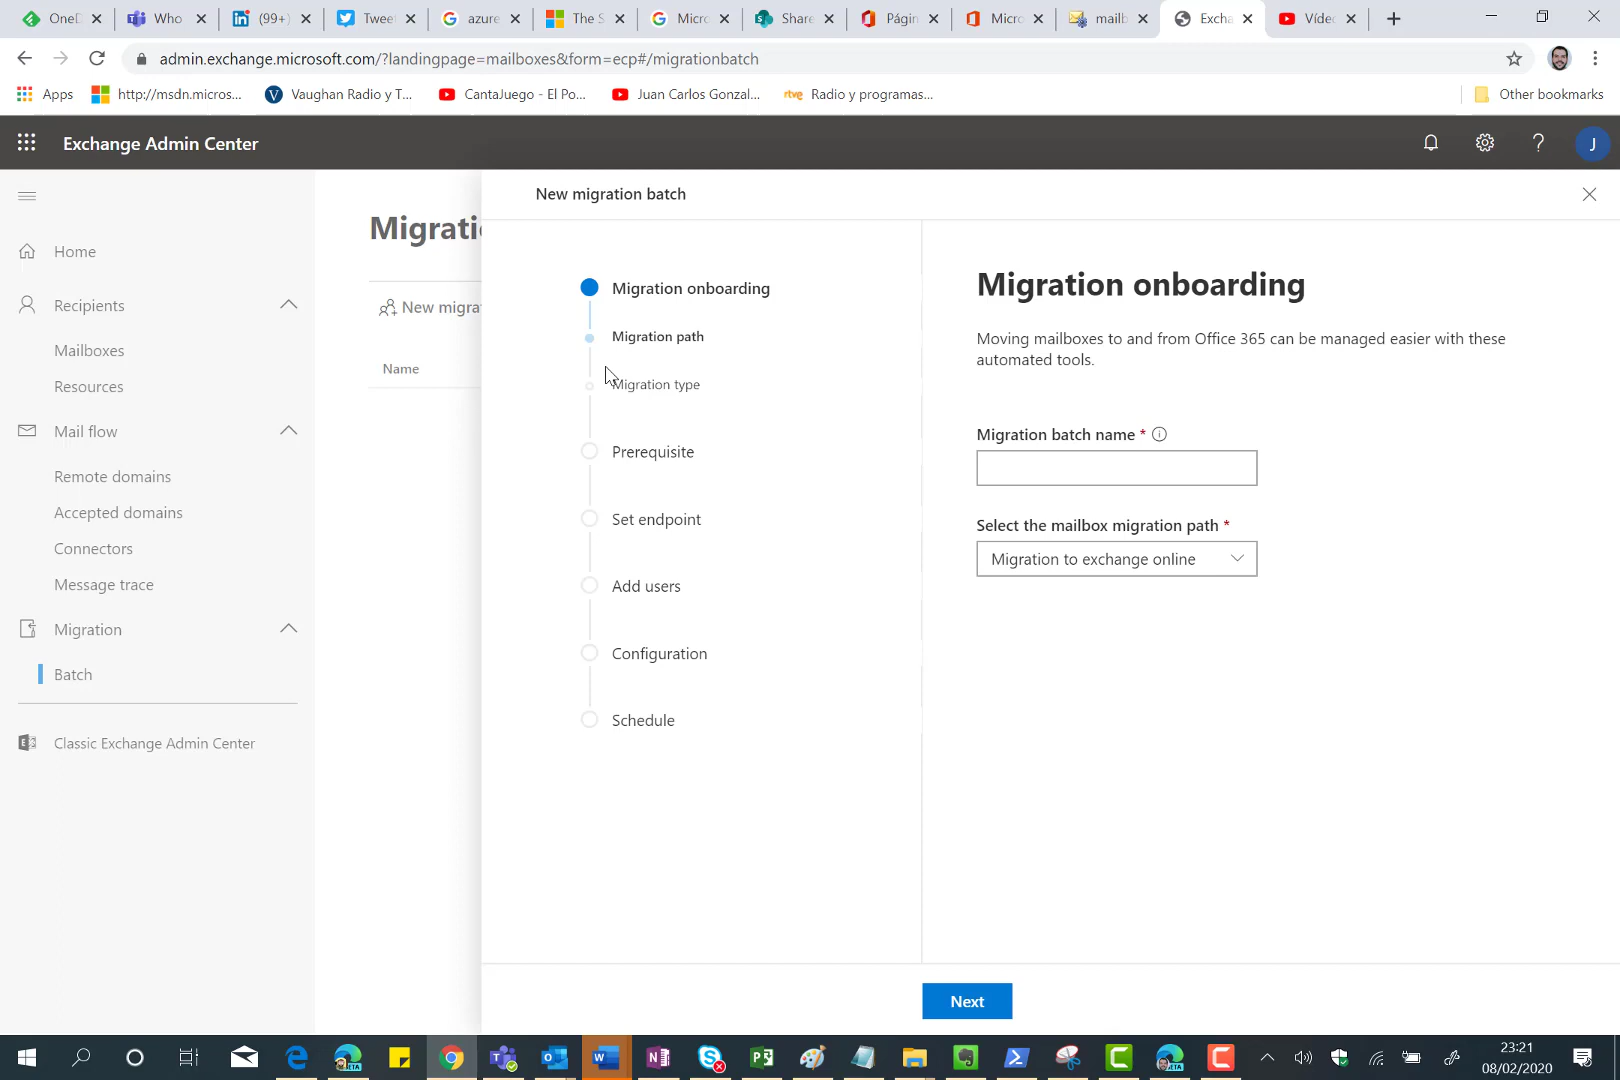 OneD
Who
(99+)
Tweet
azure
The S
Micro
Share
Págin
Micro
mailb
Excha
Vídeo
admin.exchange.microsoft.com/?landingpage=mailboxes&form=ecp#/migrationbatch
Apps
http://msdn.micros...
Vaughan Radio y T...
CantaJuego - El Po...
Juan Carlos Gonzal...
rtve
Radio y programas...
Other bookmarks
Exchange Admin Center
J
Home
Recipients
Mailboxes
Resources
Mail flow
Remote domains
Accepted domains
Connectors
Message trace
Migration
Batch
Classic Exchange Admin Center
Migrati
New migra
Name
New migration batch
Migration onboarding
Migration path
Migration type
Prerequisite
Set endpoint
Add users
Configuration
Schedule
Migration onboarding
Moving mailboxes to and from Office 365 can be managed easier with these
automated tools.
Migration batch name *
Select the mailbox migration path *
Migration to exchange online
Next
23:21
08/02/2020